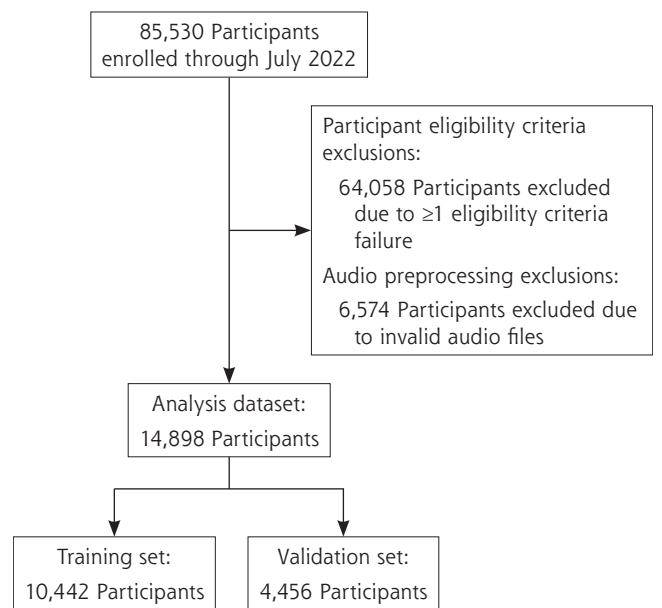 85,530 Participants
enrolled through July 2022
Participant eligibility criteria
exclusions:
64,058 Participants excluded
due to ≥1 eligibility criteria
failure
Audio preprocessing exclusions:
6,574 Participants excluded due
to invalid audio files
Analysis dataset:
14,898 Participants
Training set:
10,442 Participants
Validation set:
4,456 Participants